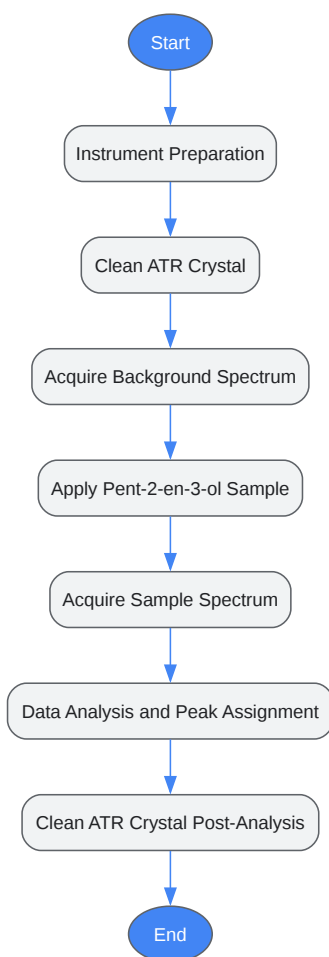 Start
Instrument Preparation
Clean ATR Crystal
Acquire Background Spectrum
Apply Pent-2-en-3-ol Sample
Acquire Sample Spectrum
Data Analysis and Peak Assignment
Clean ATR Crystal Post-Analysis
End